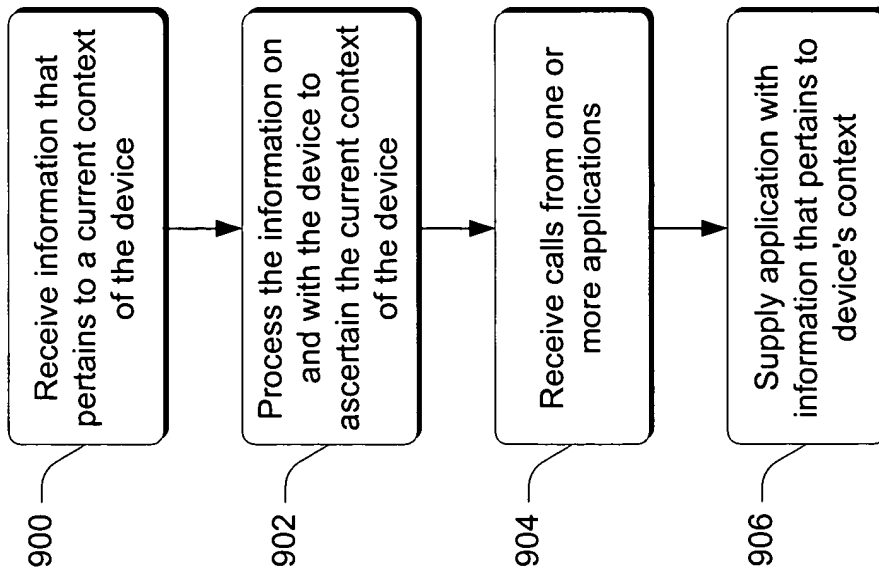 900
Receive information that
pertains to a current context
of the device
902
Process the information on
and with the device to
ascertain the current context
of the device
904
Receive calls from one or
more applications
906
Supply application with
information that pertains to
device's context